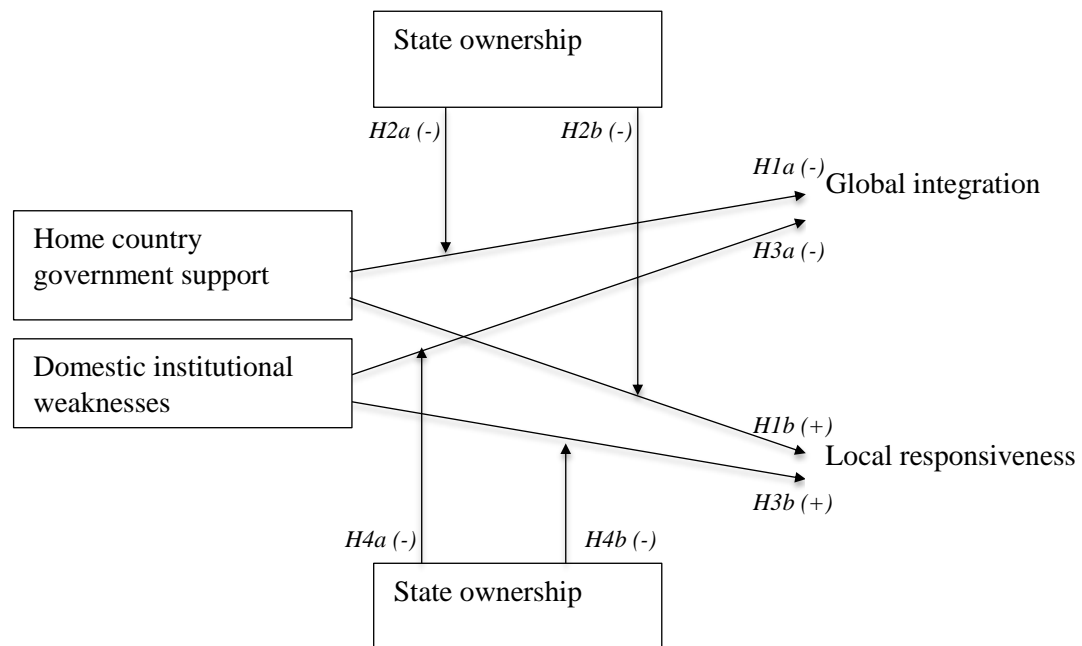 State ownership
H2a (-)
H2b (-)
H1a (-)
Global integration
Home country
government support
H3a (-)
Domestic institutional
weaknesses
H1b (+)
Local responsiveness
H3b (+)
H4a (-)
H4b (-)
State ownership